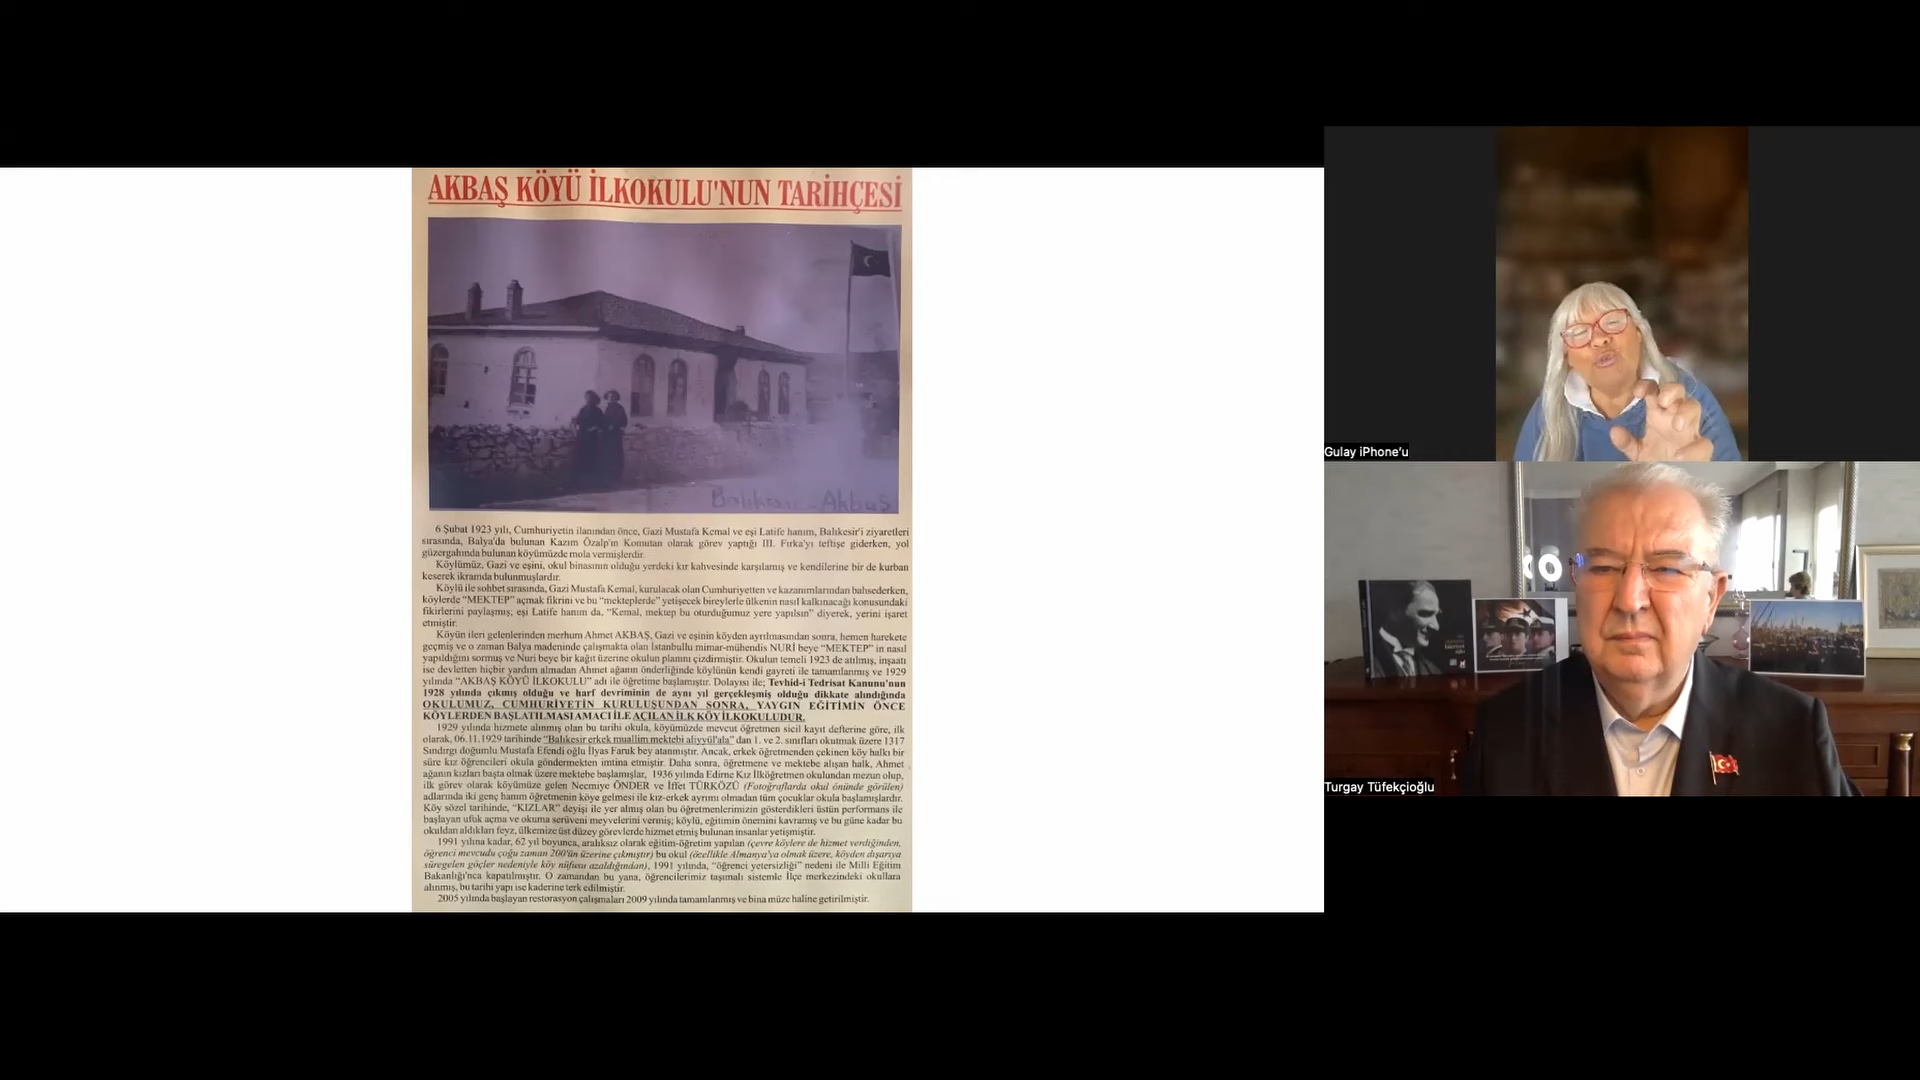 AKBAŞ KÖYÜ İLKOKULU'NUN TARİHÇESİ
Balıkesir - Akbaş
6 Şubat 1923 yılı, Cumhuriyetin ilanından önce, Gazi Mustafa Kemal ve eşi Latife hanım, Balıkesir'i ziyaretleri
sırasında, Balya'da bulunan Kazım Özalp'ın Komutan olarak görev yaptığı III. Fırka'yı teftişe giderken, yol
güzergahında bulunan köyümüzde mola vermişlerdir.
Köylümüz, Gazi ve eşini, okul binasının olduğu yerdeki kır kahvesinde karşılamış ve kendilerine bir de kurban
keserek ikramda bulunmuşlardır.
Köylü ile sohbet sırasında, Gazi Mustafa Kemal, kurulacak olan Cumhuriyetten ve kazanımlarından bahsederken,
köylerde "MEKTEP" açmak fikrini ve bu "mekteplerde" yetişecek bireylerle ülkenin nasıl kalkınacağı konusundaki
fikirlerini paylaşmış; eşi Latife hanım da, "Kemal, mektep bu oturduğumuz yere yapılsın" diyerek, yerini işaret
etmiştir.
Köyün ileri gelenlerinden merhum Ahmet AKBAŞ, Gazi ve eşinin köyden ayrılmasından sonra, hemen harekete
geçmiş ve o zaman Balya madeninde çalışmakta olan İstanbullu mimar-mühendis NURİ beye "MEKTEP" in nasıl
yapıldığını sormuş ve Nuri beye bir kağıt üzerine okulun planını çizdirmiştir. Okulun temeli 1923 de atılmış, inşaatı
ise devletten hiçbir yardım almadan Ahmet ağanın önderliğinde köylünün kendi gayreti ile tamamlanmış ve 1929
yılında "AKBAŞ KÖYÜ İLKOKULU" adı ile öğretime başlamıştır. Dolayısı ile; Tevhid-i Tedrisat Kanunu'nun
1928 yılında çıkmış olduğu ve harf devriminin de aynı yıl gerçekleşmiş olduğu dikkate alındığında
OKULUMUZ, CUMHURİYETİN KURULUŞUNDAN SONRA, YAYGIN EĞİTİMİN ÖNCE
KÖYLERDEN BAŞLATILMASI AMACI İLE AÇILAN İLK KÖY İLKOKULUDUR.
1929 yılında hizmete alınmış olan bu tarihi okula, köyümüzde mevcut öğretmen sicil kayıt defterine göre, ilk
olarak, 06.11.1929 tarihinde "Balıkesir erkek muallim mektebi aliyyül'ala" dan 1. ve 2. sınıfları okutmak üzere 1317
Sındırgı doğumlu Mustafa Efendi oğlu İlyas Faruk bey atanmıştır. Ancak, erkek öğretmenden çekinen köy halkı bir
süre kız öğrencileri okula göndermekten imtina etmiştir. Daha sonra, öğretmene ve mektebe alışan halk, Ahmet
ağanın kızları başta olmak üzere mektebe başlamışlar, 1936 yılında Edirne Kız İlköğretmen okulundan mezun olup,
ilk görev olarak köyümüze gelen Necmiye ÖNDER ve İffet TÜRKÖZÜ (Fotoğraflarda okul önünde görülen)
adlarında iki genç hanım öğretmenin köye gelmesi ile kız-erkek ayrımı olmadan tüm çocuklar okula başlamışlardır.
Köy sözel tarihinde, "KIZLAR" deyişi ile yer almış olan bu öğretmenlerimizin gösterdikleri üstün performans ile
başlayan ufuk açma ve okuma serüveni meyvelerini vermiş; köylü, eğitimin önemini kavramış ve bu güne kadar bu
okuldan aldıkları feyz, ülkemize üst düzey görevlerde hizmet etmiş bulunan insanlar yetişmiştir.
1991 yılına kadar, 62 yıl boyunca, aralıksız olarak eğitim-öğretim yapılan (çevre köylere de hizmet verdiğinden,
öğrenci mevcudu çoğu zaman 200'ün üzerine çıkmıştır) bu okul (özellikle Almanya'ya olmak üzere, köyden dışarıya
süregelen göçler nedeniyle köy nüfusu azaldığından), 1991 yılında, "öğrenci yetersizliği" nedeni ile Milli Eğitim
Bakanlığı'nca kapatılmıştır. O zamandan bu yana, öğrencilerimiz taşımalı sistemle İlçe merkezindeki okullara
alınmış, bu tarihi yapı ise kaderine terk edilmiştir.
2005 yılında başlayan restorasyon çalışmaları 2009 yılında tamamlanmış ve bina müze haline getirilmiştir.
Gulay iPhone'u
Turgay Tüfekçioğlu